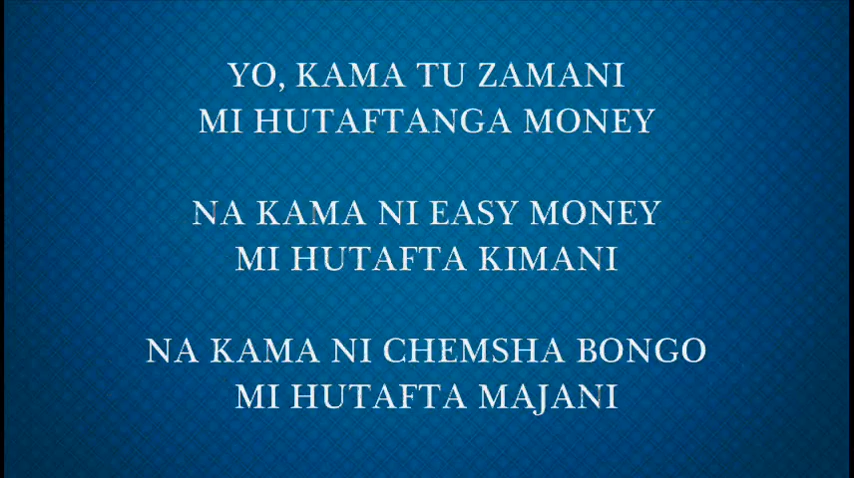 YO, KAMA TU ZAMANI
MI HUTAFTANGA MONEY
NA KAMA NI EASY MONEY
MI HUTAFTA KIMANI
NA KAMA NI CHEMSHA BONGO
MI HUTAFTA MAJANI